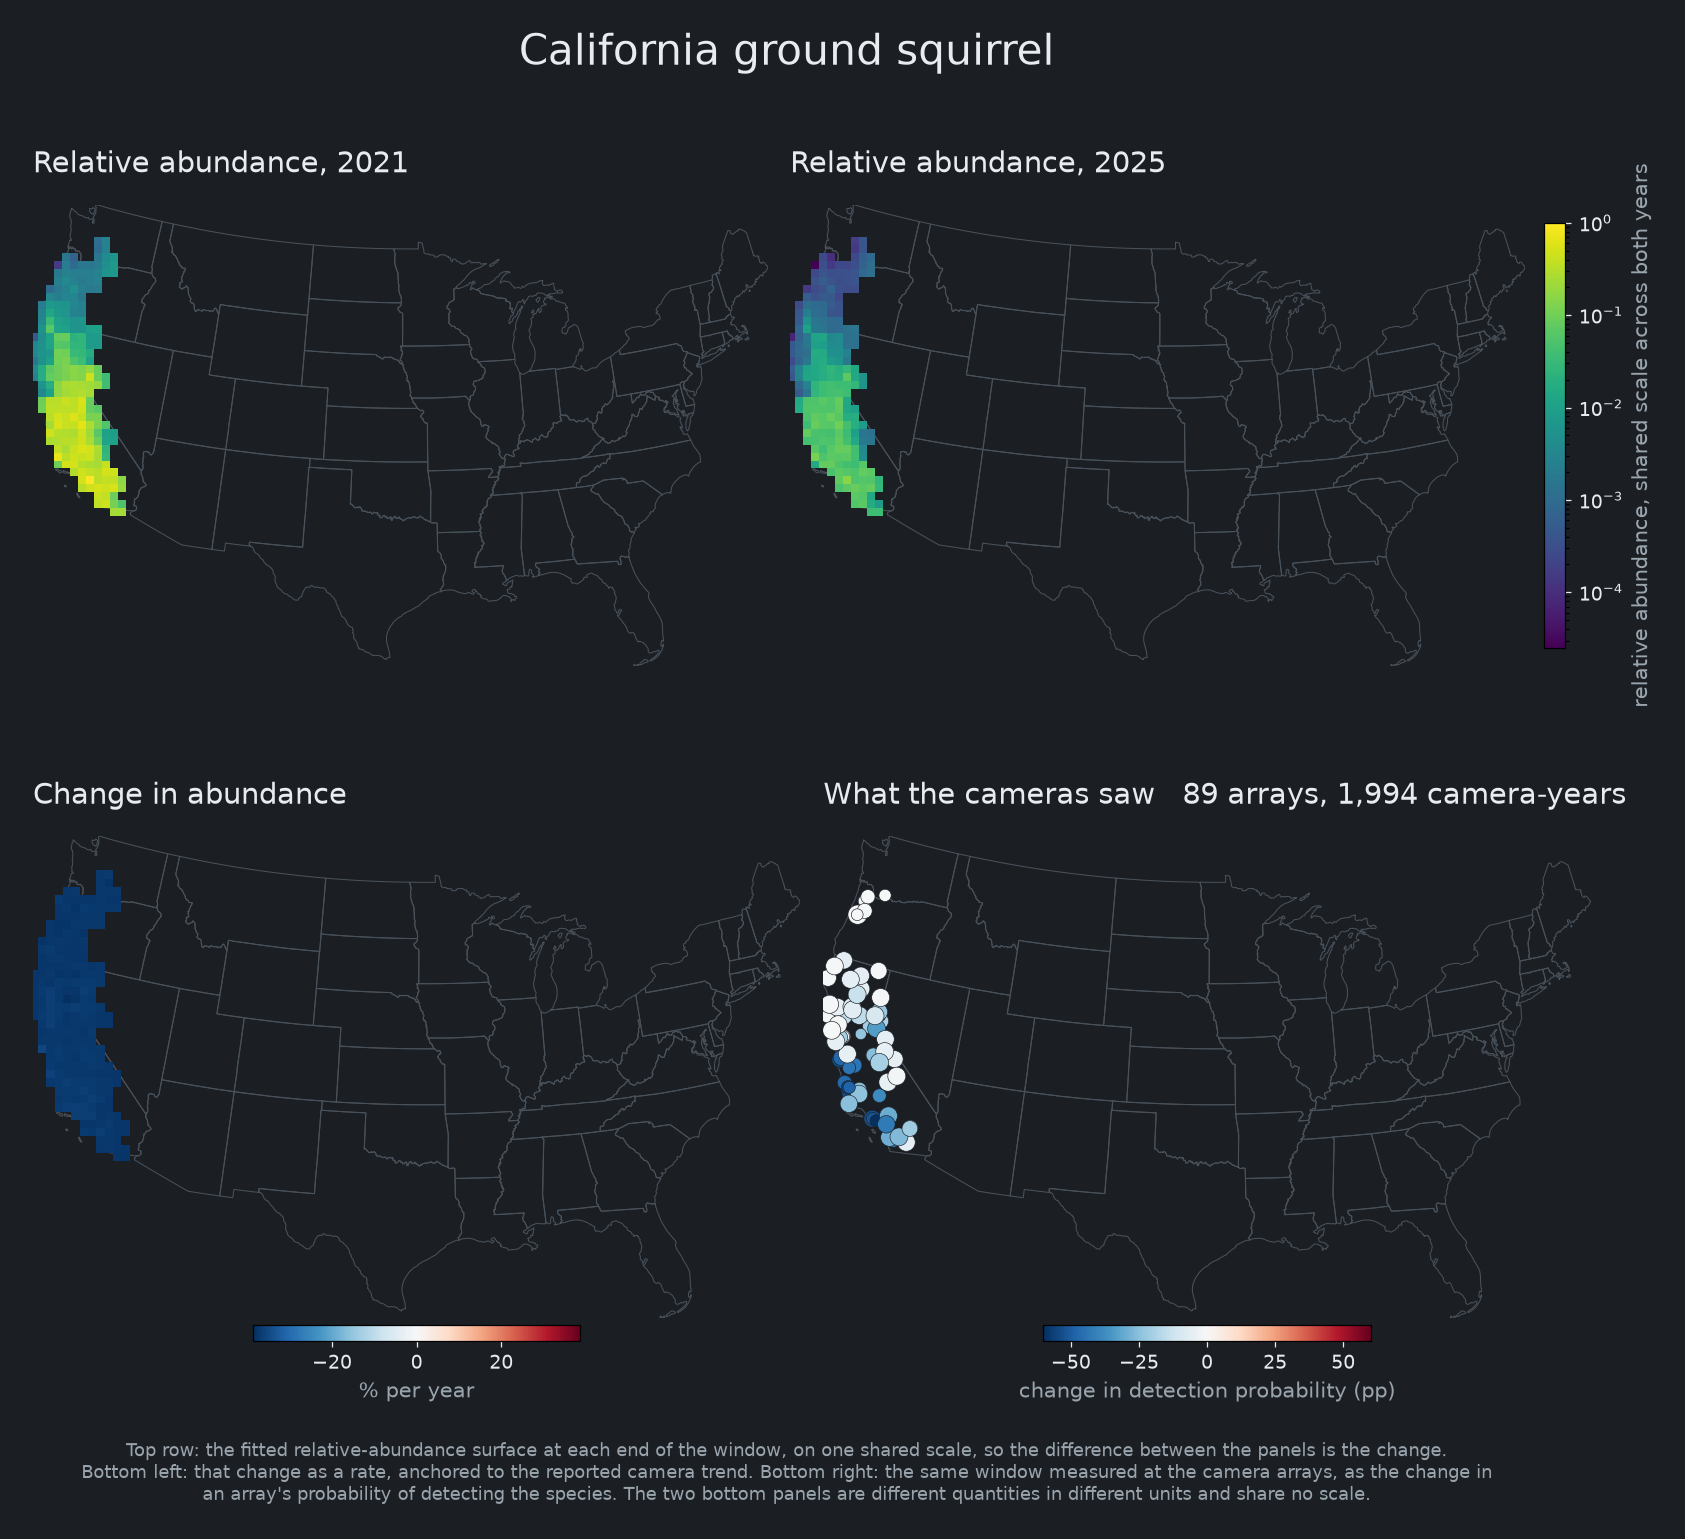 California ground squirrel
Relative abundance, 2021
Relative abundance, 2025
10⁰
10⁻¹
10⁻²
10⁻³
10⁻⁴
relative abundance, shared scale across both years
Change in abundance
What the cameras saw   89 arrays, 1,994 camera-years
−20 0 20
% per year
−50 −25 0 25 50
change in detection probability (pp)
Top row: the fitted relative-abundance surface at each end of the window, on one shared scale, so the difference between the panels is the change.
Bottom left: that change as a rate, anchored to the reported camera trend. Bottom right: the same window measured at the camera arrays, as the change in
an array's probability of detecting the species. The two bottom panels are different quantities in different units and share no scale.